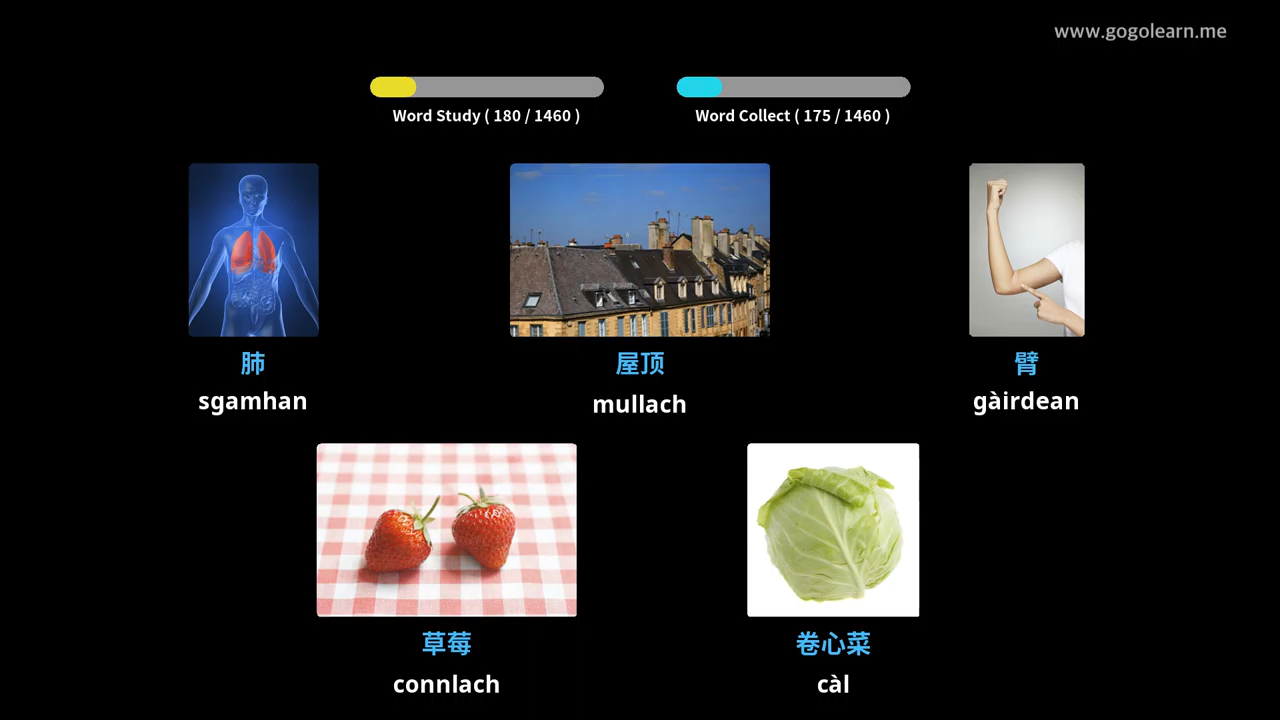 www.gogolearn.me
Word Study ( 180 / 1460 )
Word Collect ( 175 / 1460 )
肺
屋顶
臂
sgamhan
mullach
gàirdean
草莓
卷心菜
connlach
càl